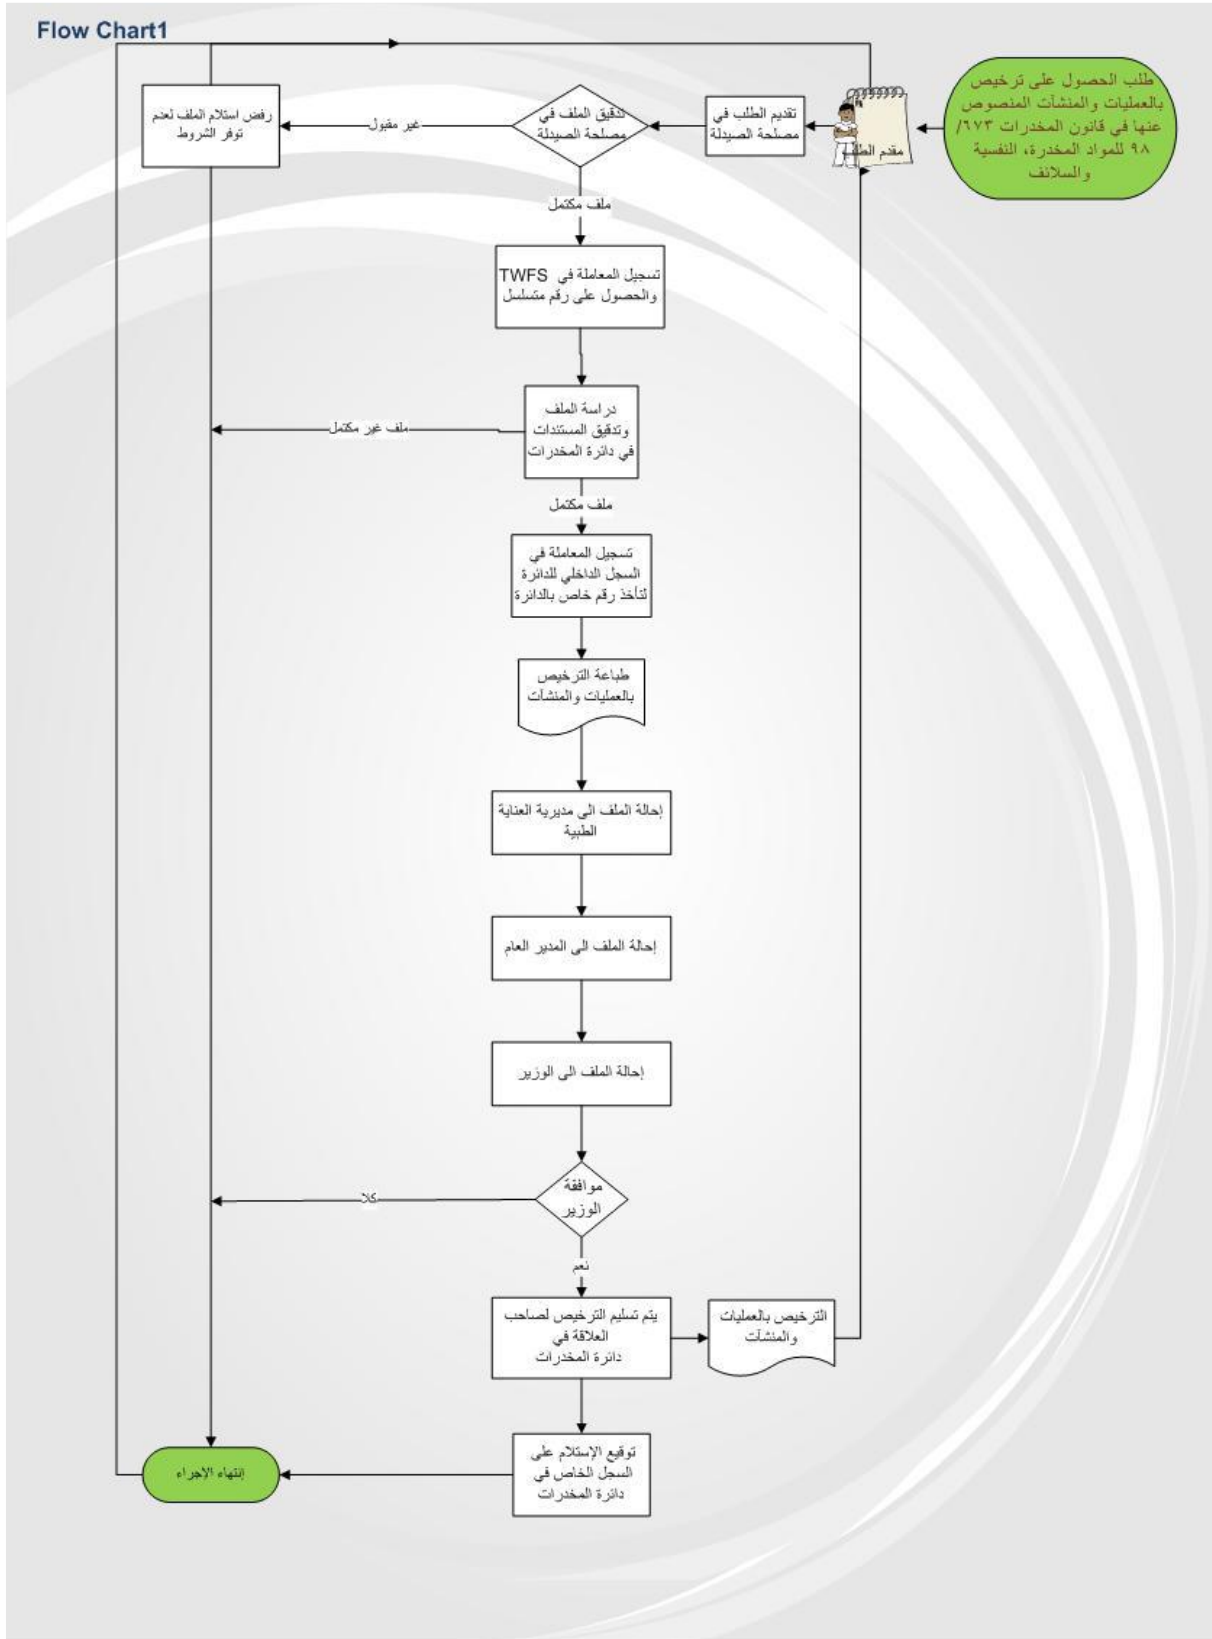 Flow Chart1
طلب الحصول على ترخيص
بالعمليات والمنشآت المنصوص
عنها في قانون المخدرات ٦٧٣/
٩٨ للمواد المخدرة، النفسية
والسلائف
مقدم الطلب
تقديم الطلب في
مصلحة الصيدلة
تدقيق الملف في
مصلحة الصيدلة
غير مقبول
رفض استلام الملف لعدم
توفر الشروط
ملف مكتمل
تسجيل المعاملة في TWFS
والحصول على رقم متسلسل
دراسة الملف
وتدقيق المستندات
في دائرة المخدرات
ملف غير مكتمل
ملف مكتمل
تسجيل المعاملة في
السجل الداخلي للدائرة
لتأخذ رقم خاص بالدائرة
طباعة الترخيص
بالعمليات والمنشآت
إحالة الملف الى مديرية العناية
الطبية
إحالة الملف الى المدير العام
إحالة الملف الى الوزير
موافقة
الوزير
كلا
نعم
يتم تسليم الترخيص لصاحب
العلاقة في
دائرة المخدرات
الترخيص بالعمليات
والمنشآت
توقيع الإستلام على
السجل الخاص في
دائرة المخدرات
إنتهاء الإجراء